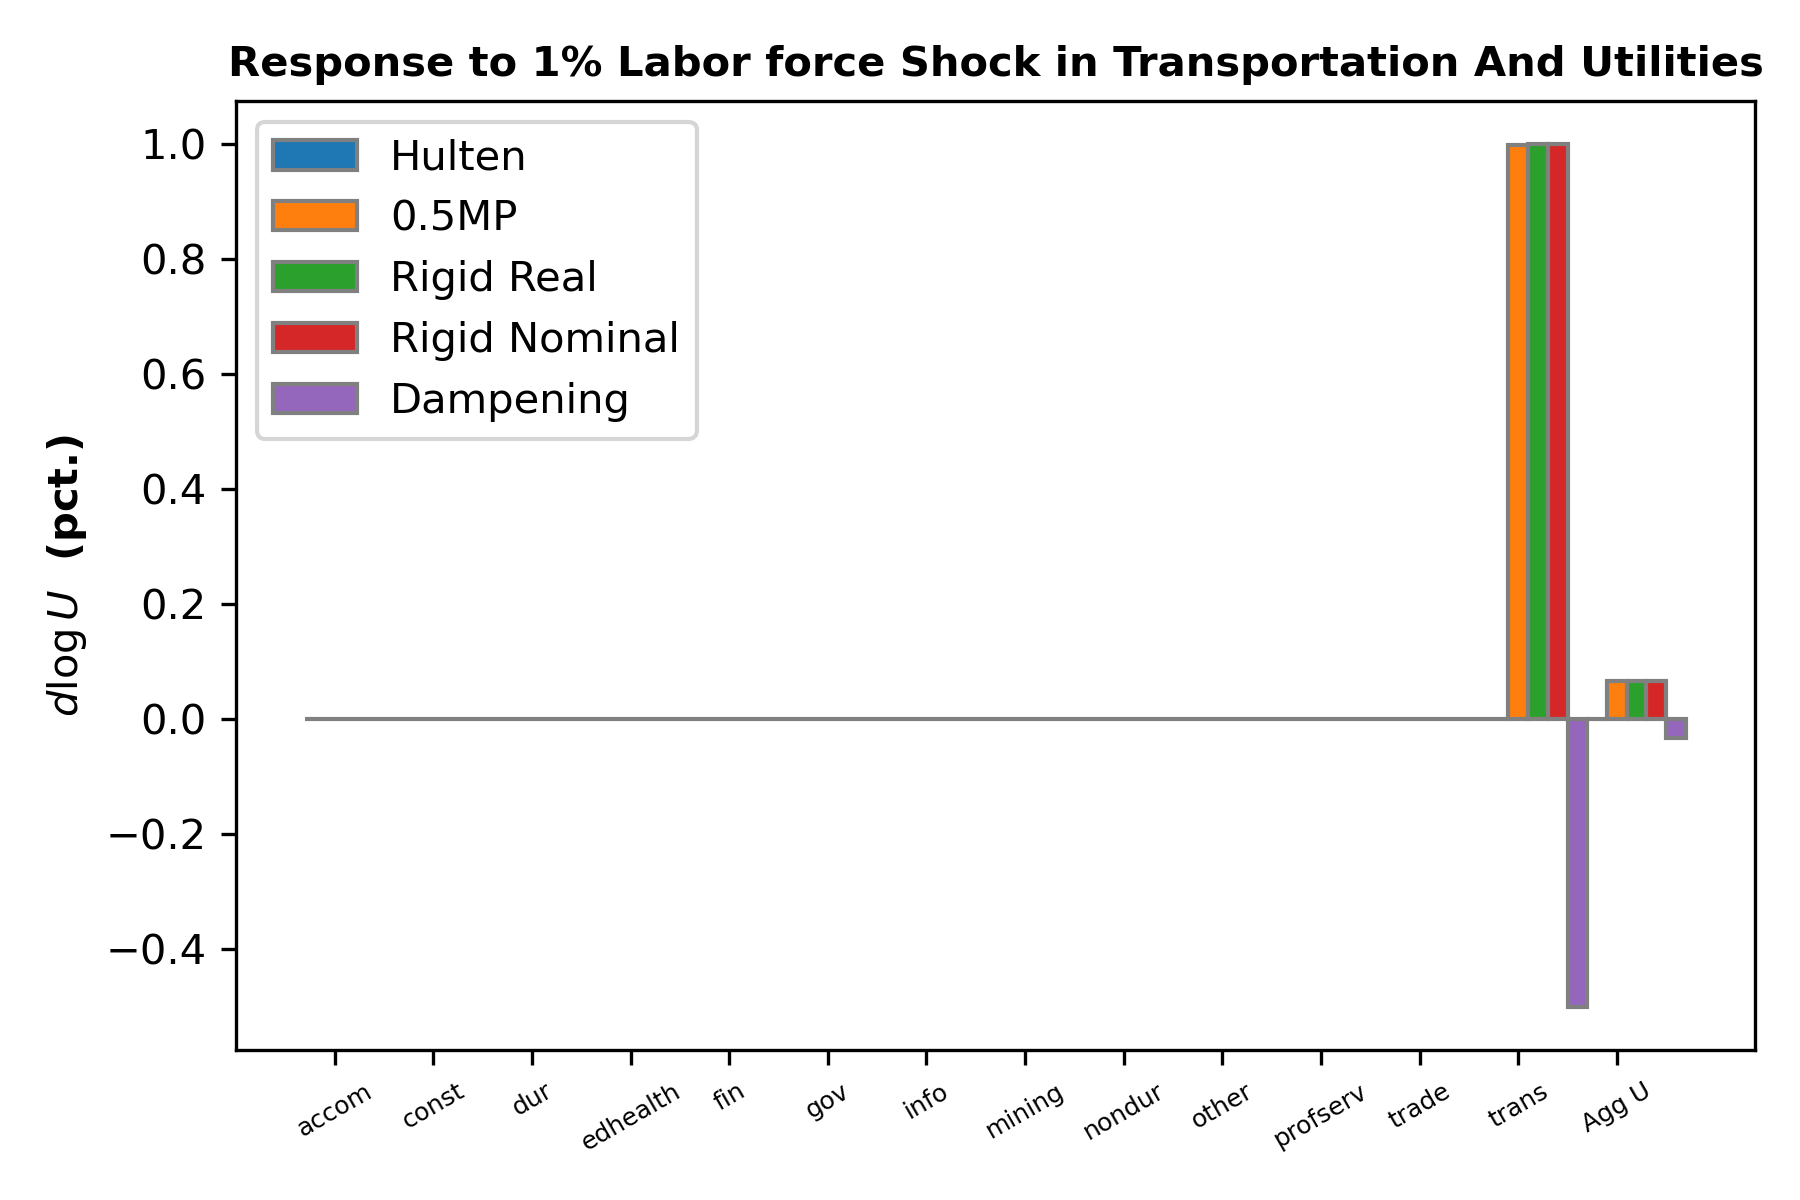 Response to 1% Labor force Shock in Transportation And Utilities
Hulten
0.5MP
Rigid Real
Rigid Nominal
Dampening
dlog U (pct.)
1.0
0.8
0.6
0.4
0.2
0.0
−0.2
−0.4
accom const dur edhealth fin gov info mining nondur other profserv trade trans Agg U